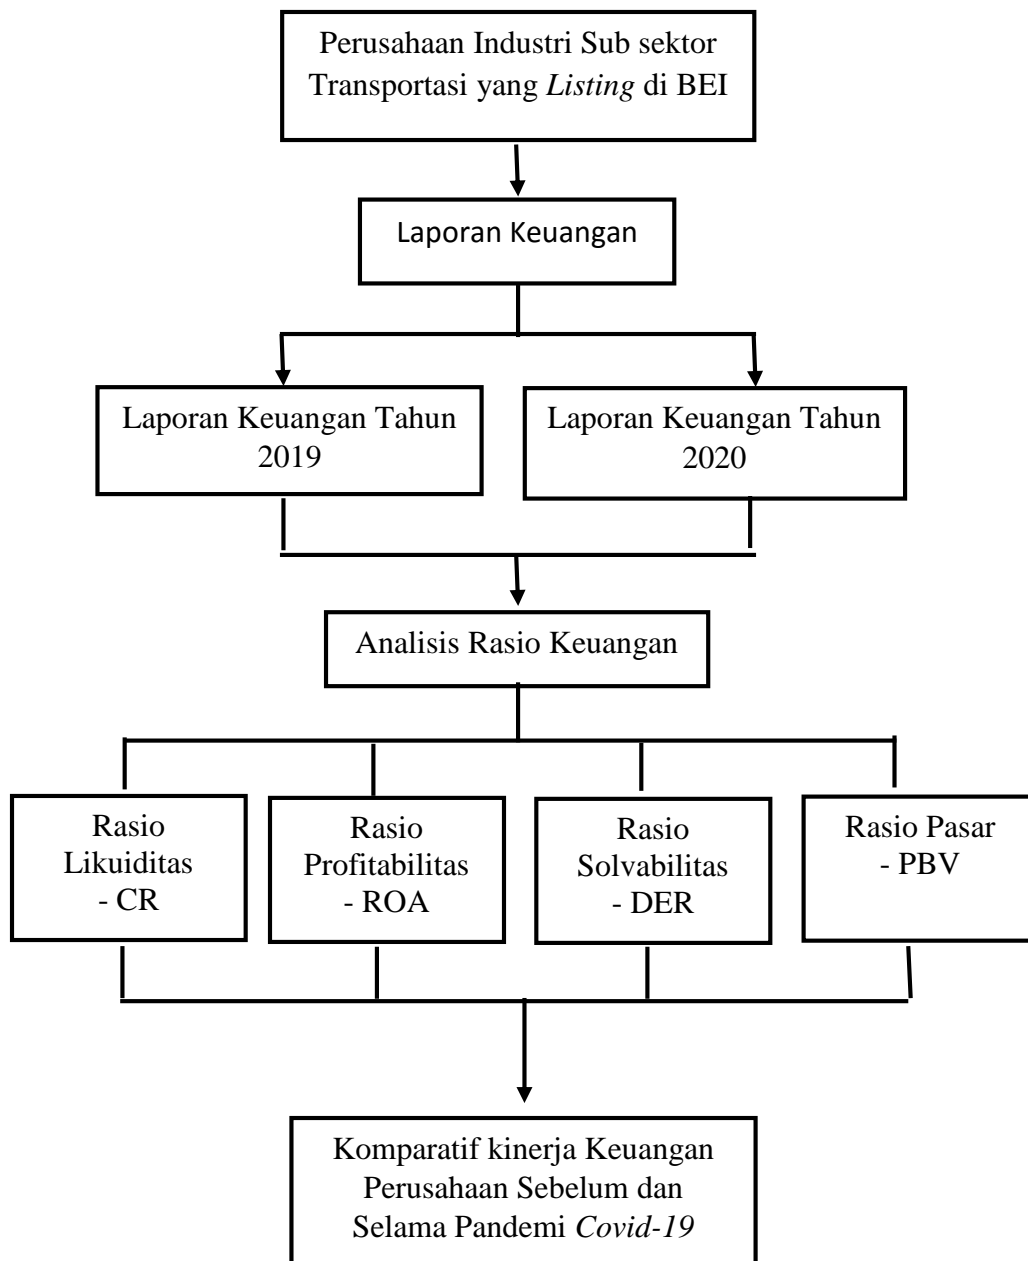 Perusahaan Industri Sub sektor
Transportasi yang Listing di BEI
Laporan Keuangan
Laporan Keuangan Tahun
2019
Laporan Keuangan Tahun
2020
Analisis Rasio Keuangan
Rasio
Likuiditas
- CR
Rasio
Profitabilitas
- ROA
Rasio
Solvabilitas
- DER
Rasio Pasar
- PBV
Komparatif kinerja Keuangan
Perusahaan Sebelum dan
Selama Pandemi Covid-19